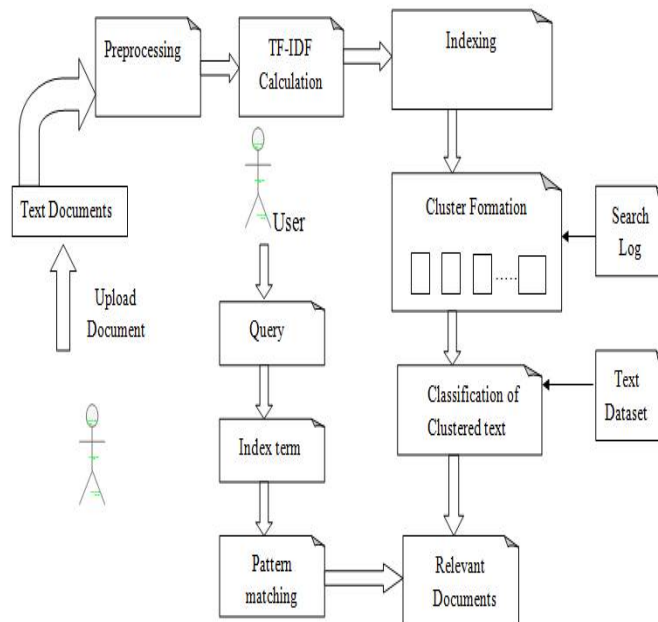 Preprocessing
TF-IDF
Calculation
Indexing
Text Documents
User
Cluster Formation
......
Search
Log
Upload
Document
Query
Classification of
Clustered text
Text
Dataset
Index term
Pattern
matching
Relevant
Documents